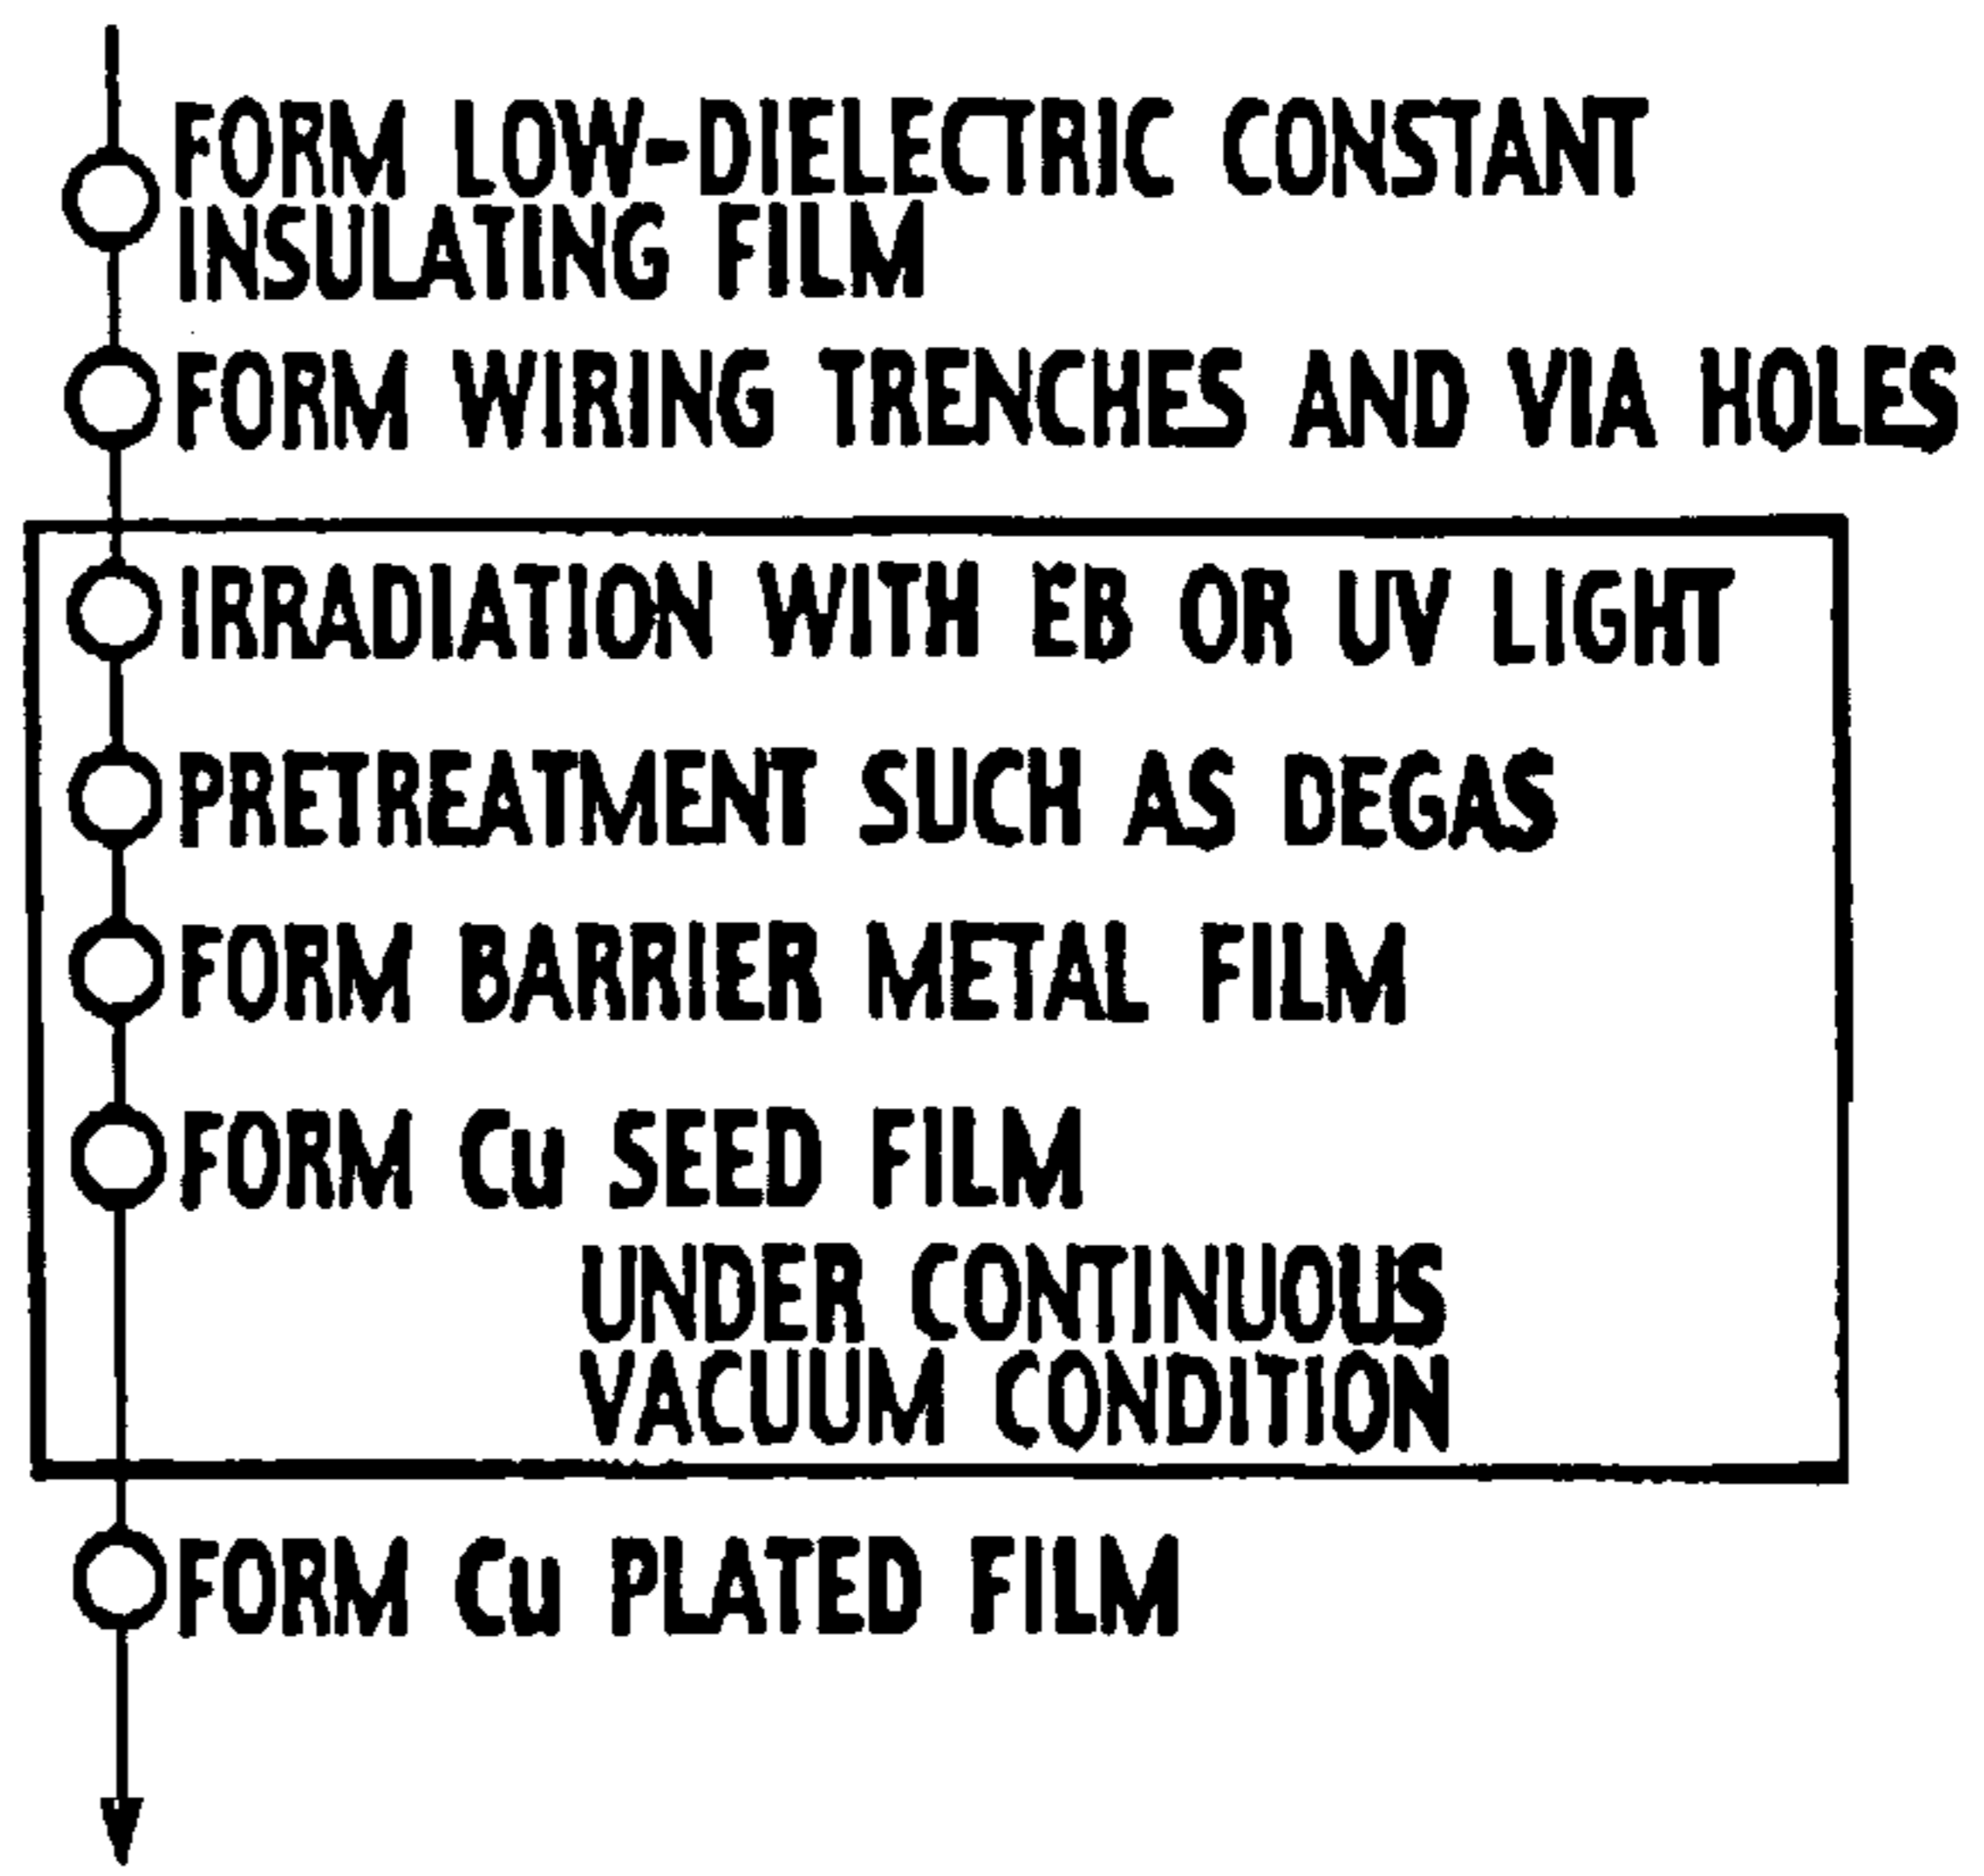 FORM LOW-DIELECTRIC CONSTANT
INSULATING FILM
FORM WIRING TRENCHES AND VIA HOLES
IRRADIATION WITH EB OR UV LIGHT
PRETREATMENT SUCH AS DEGAS
FORM BARRIER METAL FILM
FORM Cu SEED FILM
UNDER CONTINUOUS
VACUUM CONDITION
FORM Cu PLATED FILM